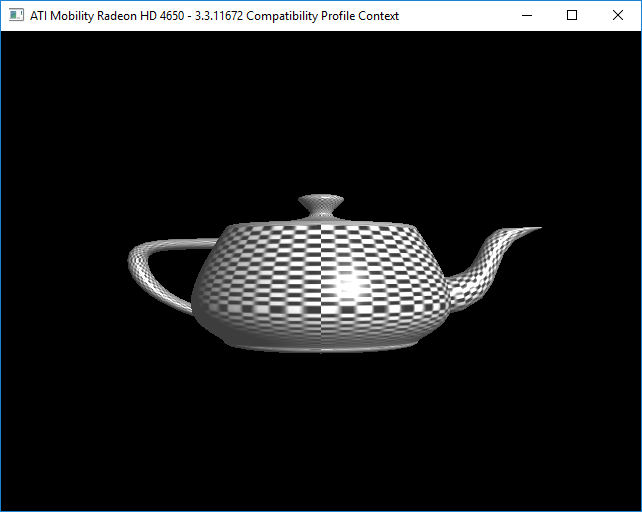 ATI Mobility Radeon HD 4650 - 3.3.11672 Compatibility Profile Context